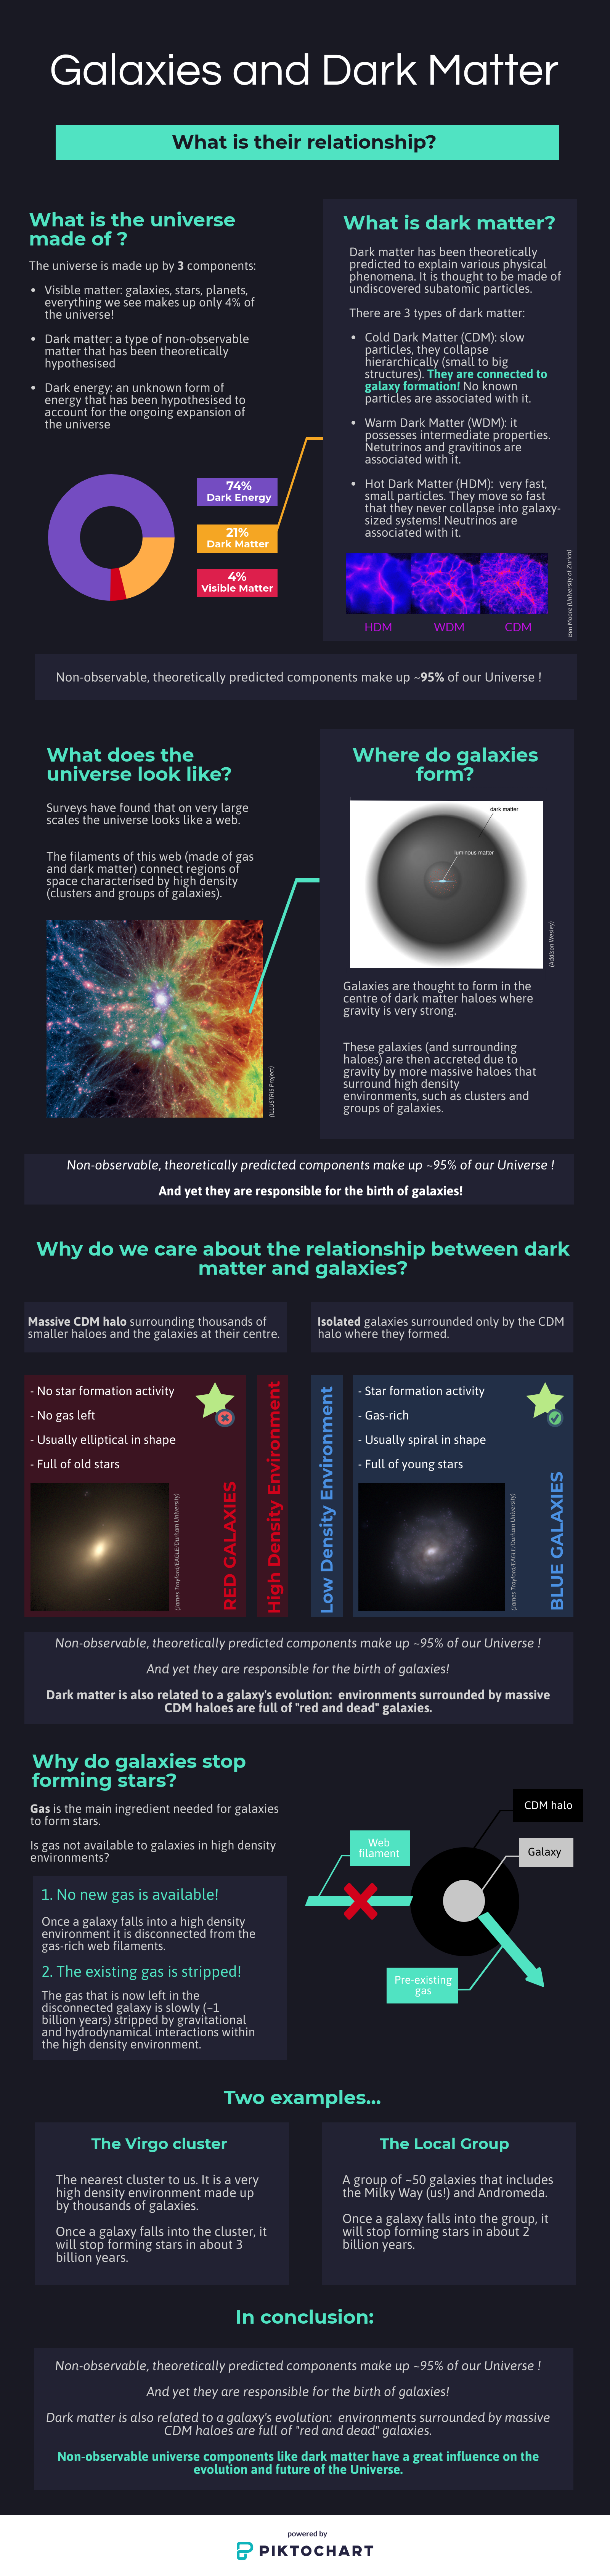 Galaxies and Dark Matter
What is their relationship?
What is the universe
made of ?
The universe is made up by 3 components:
• Visible matter: galaxies, stars, planets,
everything we see makes up only 4% of
the universe!
• Dark matter: a type of non-observable
matter that has been theoretically
hypothesised
• Dark energy: an unknown form of
energy that has been hypothesised to
account for the ongoing expansion of
the universe
74%
Dark Energy
21%
Dark Matter
4%
Visible Matter
What is dark matter?
Dark matter has been theoretically
predicted to explain various physical
phenomena. It is thought to be made of
undiscovered subatomic particles.
There are 3 types of dark matter:
• Cold Dark Matter (CDM): slow
particles, they collapse
hierarchically (small to big
structures). They are connected to
galaxy formation! No known
particles are associated with it.
• Warm Dark Matter (WDM): it
possesses intermediate properties.
Netutrinos and gravitinos are
associated with it.
• Hot Dark Matter (HDM): very fast,
small particles. They move so fast
that they never collapse into galaxy-
sized systems! Neutrinos are
associated with it.
HDM WDM CDM
Ben Moore (University of Zurich)
Non-observable, theoretically predicted components make up ~95% of our Universe !
What does the
universe look like?
Surveys have found that on very large
scales the universe looks like a web.
The filaments of this web (made of gas
and dark matter) connect regions of
space characterised by high density
(clusters and groups of galaxies).
(ILLUSTRIS Project)
Where do galaxies
form?
dark matter
luminous matter
(Addison Wesley)
Galaxies are thought to form in the
centre of dark matter haloes where
gravity is very strong.
These galaxies (and surrounding
haloes) are then accreted due to
gravity by more massive haloes that
surround high density
environments, such as clusters and
groups of galaxies.
Non-observable, theoretically predicted components make up ~95% of our Universe !
And yet they are responsible for the birth of galaxies!
Why do we care about the relationship between dark
matter and galaxies?
Massive CDM halo surrounding thousands of
smaller haloes and the galaxies at their centre.
Isolated galaxies surrounded only by the CDM
halo where they formed.
- No star formation activity
- No gas left
- Usually elliptical in shape
- Full of old stars
(James Trayford/EAGLE/Durham University)
RED GALAXIES
High Density Environment
Low Density Environment
- Star formation activity
- Gas-rich
- Usually spiral in shape
- Full of young stars
(James Trayford/EAGLE/Durham University)
BLUE GALAXIES
Non-observable, theoretically predicted components make up ~95% of our Universe !
And yet they are responsible for the birth of galaxies!
Dark matter is also related to a galaxy's evolution: environments surrounded by massive
CDM haloes are full of "red and dead" galaxies.
Why do galaxies stop
forming stars?
Gas is the main ingredient needed for galaxies
to form stars.
Is gas not available to galaxies in high density
environments?
1. No new gas is available!
Once a galaxy falls into a high density
environment it is disconnected from the
gas-rich web filaments.
2. The existing gas is stripped!
The gas that is now left in the
disconnected galaxy is slowly (~1
billion years) stripped by gravitational
and hydrodynamical interactions within
the high density environment.
CDM halo
Web
filament
Galaxy
Pre-existing
gas
Two examples...
The Virgo cluster
The nearest cluster to us. It is a very
high density environment made up
by thousands of galaxies.
Once a galaxy falls into the cluster, it
will stop forming stars in about 3
billion years.
The Local Group
A group of ~50 galaxies that includes
the Milky Way (us!) and Andromeda.
Once a galaxy falls into the group, it
will stop forming stars in about 2
billion years.
In conclusion:
Non-observable, theoretically predicted components make up ~95% of our Universe !
And yet they are responsible for the birth of galaxies!
Dark matter is also related to a galaxy's evolution: environments surrounded by massive
CDM haloes are full of "red and dead" galaxies.
Non-observable universe components like dark matter have a great influence on the
evolution and future of the Universe.
powered by
PIKTOCHART